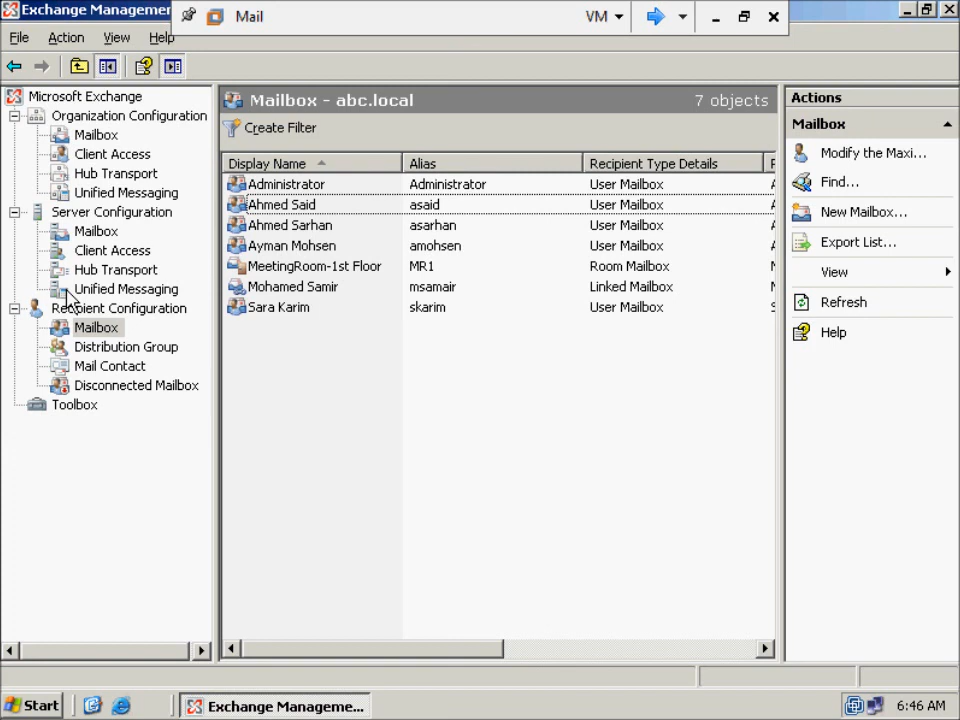 Exchange Managemer
Mail
VM
File Action View Help
Microsoft Exchange
Organization Configuration
Mailbox
Client Access
Hub Transport
Unified Messaging
Server Configuration
Mailbox
Client Access
Hub Transport
Unified Messaging
Recipient Configuration
Mailbox
Distribution Group
Mail Contact
Disconnected Mailbox
Toolbox
Mailbox - abc.local 7 objects
Create Filter
Display Name Alias Recipient Type Details
Administrator Administrator User Mailbox
Ahmed Said asaid User Mailbox
Ahmed Sarhan asarhan User Mailbox
Ayman Mohsen amohsen User Mailbox
MeetingRoom-1st Floor MR1 Room Mailbox
Mohamed Samir msamair Linked Mailbox
Sara Karim skarim User Mailbox
Actions
Mailbox
Modify the Maxi...
Find...
New Mailbox...
Export List...
View
Refresh
Help
Start Exchange Manageme... 6:46 AM